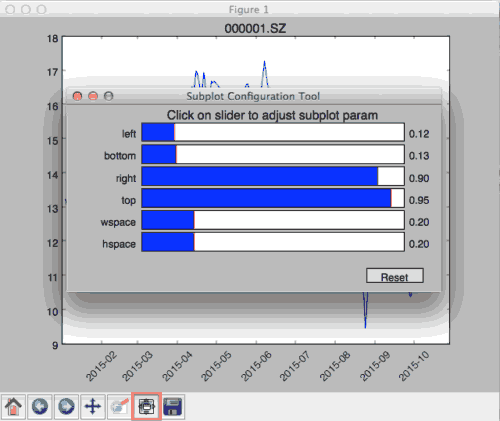 Figure 1
000001.SZ
18
17
16
15
14
13
12
11
10
9
Subplot Configuration Tool
Click on slider to adjust subplot param
left 0.12
bottom 0.13
right 0.90
top 0.95
wspace 0.20
hspace 0.20
Reset
2015-02 2015-03 2015-04 2015-05 2015-06 2015-07 2015-08 2015-09 2015-10